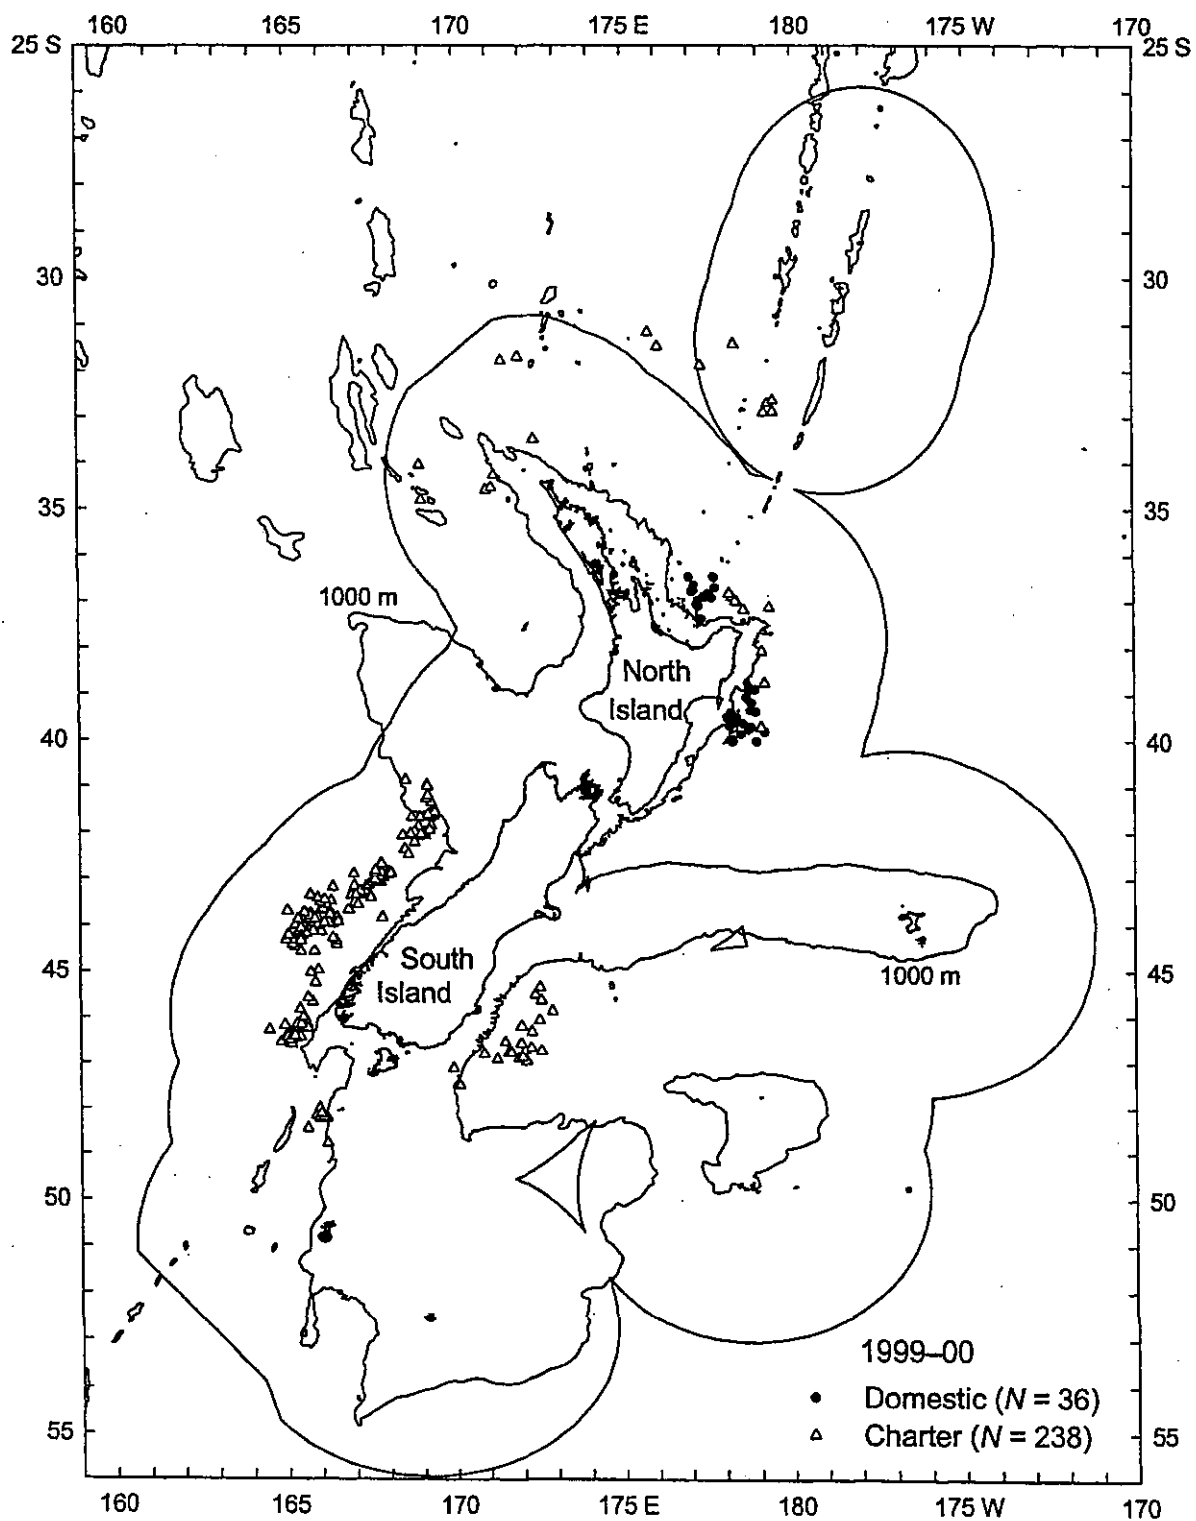 160 165 170 175 E 180 175 W 170
25 S 25 S
30 30
35 35
1000 m
North
Island
40 40
South
Island
45 45
1000 m
50 50
1999–00
Domestic (N = 36)
Charter (N = 238)
55 55
160 165 170 175 E 180 175 W 170